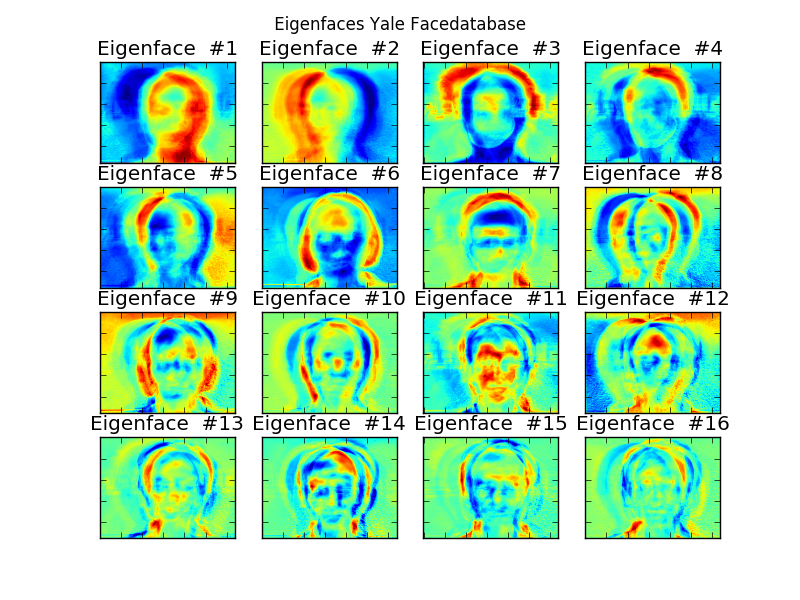 Eigenfaces Yale Facedatabase
Eigenface #1 Eigenface #2 Eigenface #3 Eigenface #4
Eigenface #5 Eigenface #6 Eigenface #7 Eigenface #8
Eigenface #9 Eigenface #10 Eigenface #11 Eigenface #12
Eigenface #13 Eigenface #14 Eigenface #15 Eigenface #16